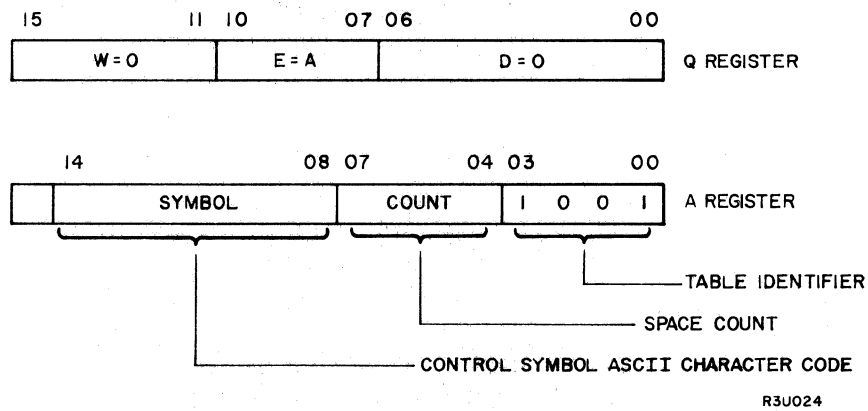 15 11 10 07 06 00
W=0 E=A D=0 Q REGISTER
14 08 07 04 03 00
SYMBOL COUNT 1 0 0 1 A REGISTER
TABLE IDENTIFIER
SPACE COUNT
CONTROL SYMBOL ASCII CHARACTER CODE
R3U024